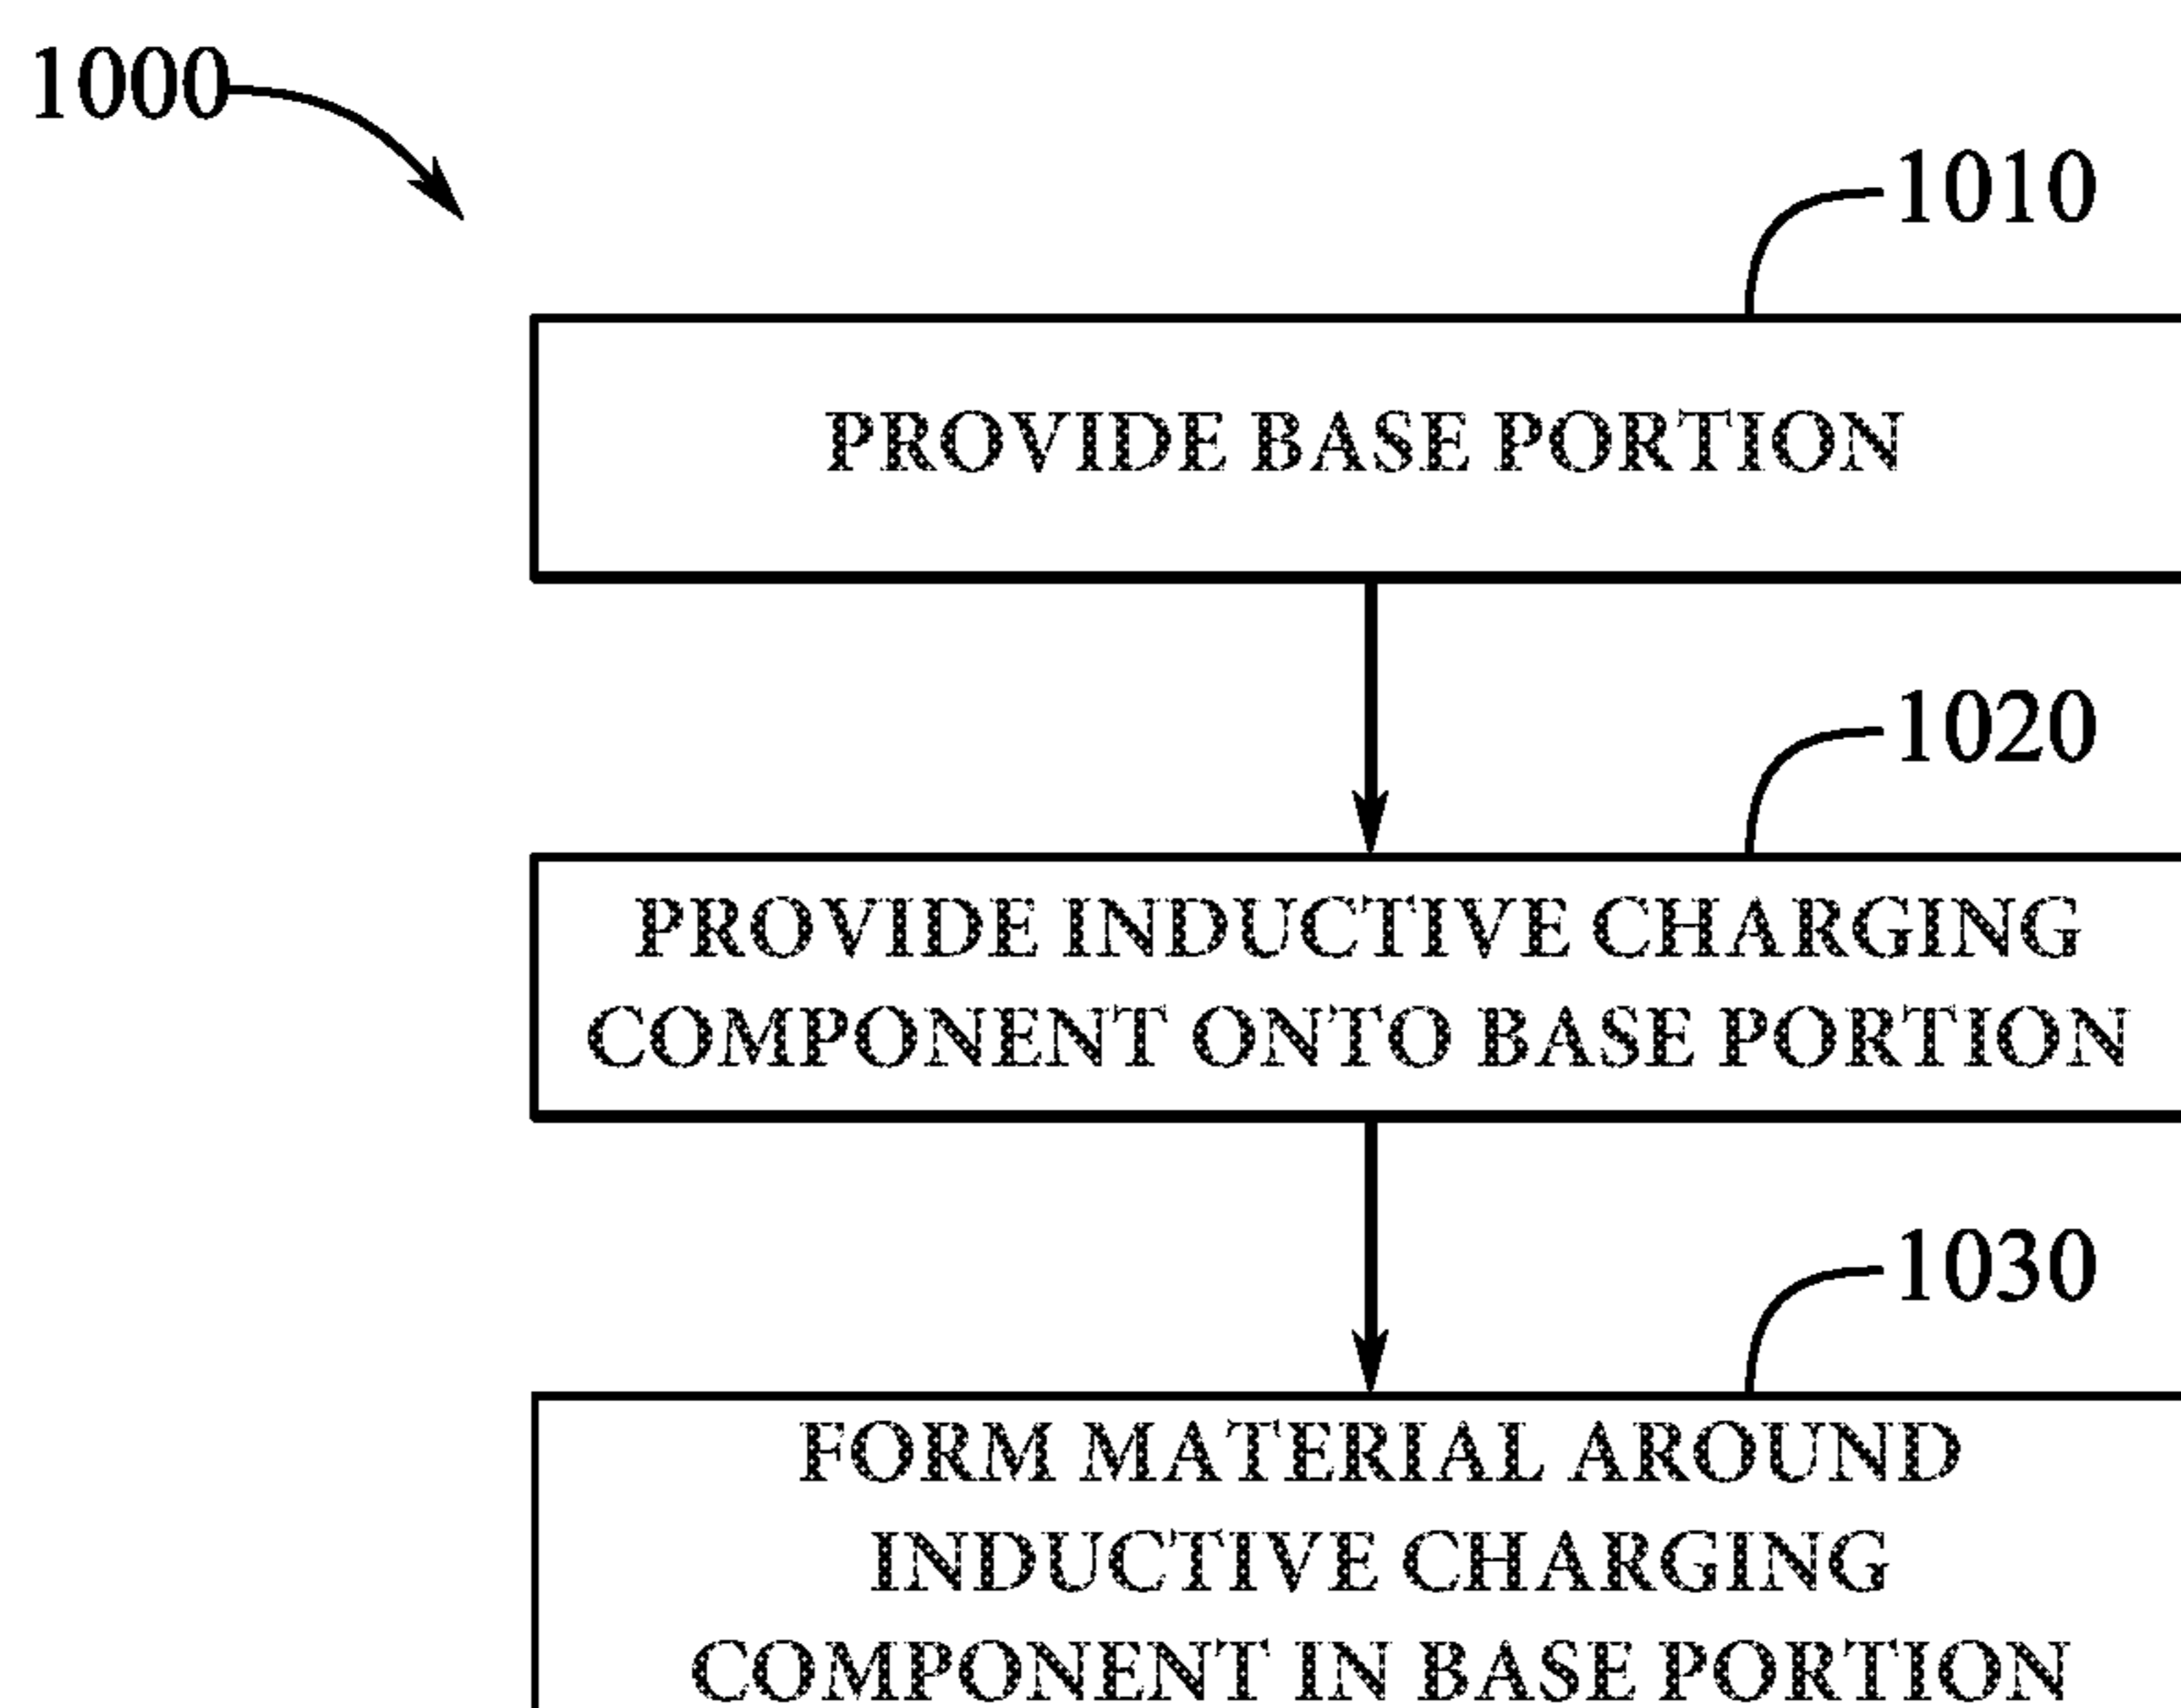 1000
1010
PROVIDE BASE PORTION
1020
PROVIDE INDUCTIVE CHARGING
COMPONENT ONTO BASE PORTION
1030
FORM MATERIAL AROUND
INDUCTIVE CHARGING
COMPONENT IN BASE PORTION